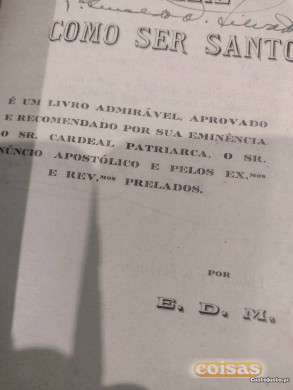 COMO SER SANTO
É UM LIVRO ADMIRÁVEL, APROVADO
E RECOMENDADO POR SUA EMINÊNCIA
O SR. CARDEAL PATRIARCA, O SR.
NÚNCIO APOSTÓLICO E PELOS EX.mos
E REV.mos PRELADOS.
POR
E. D. M.
coisas